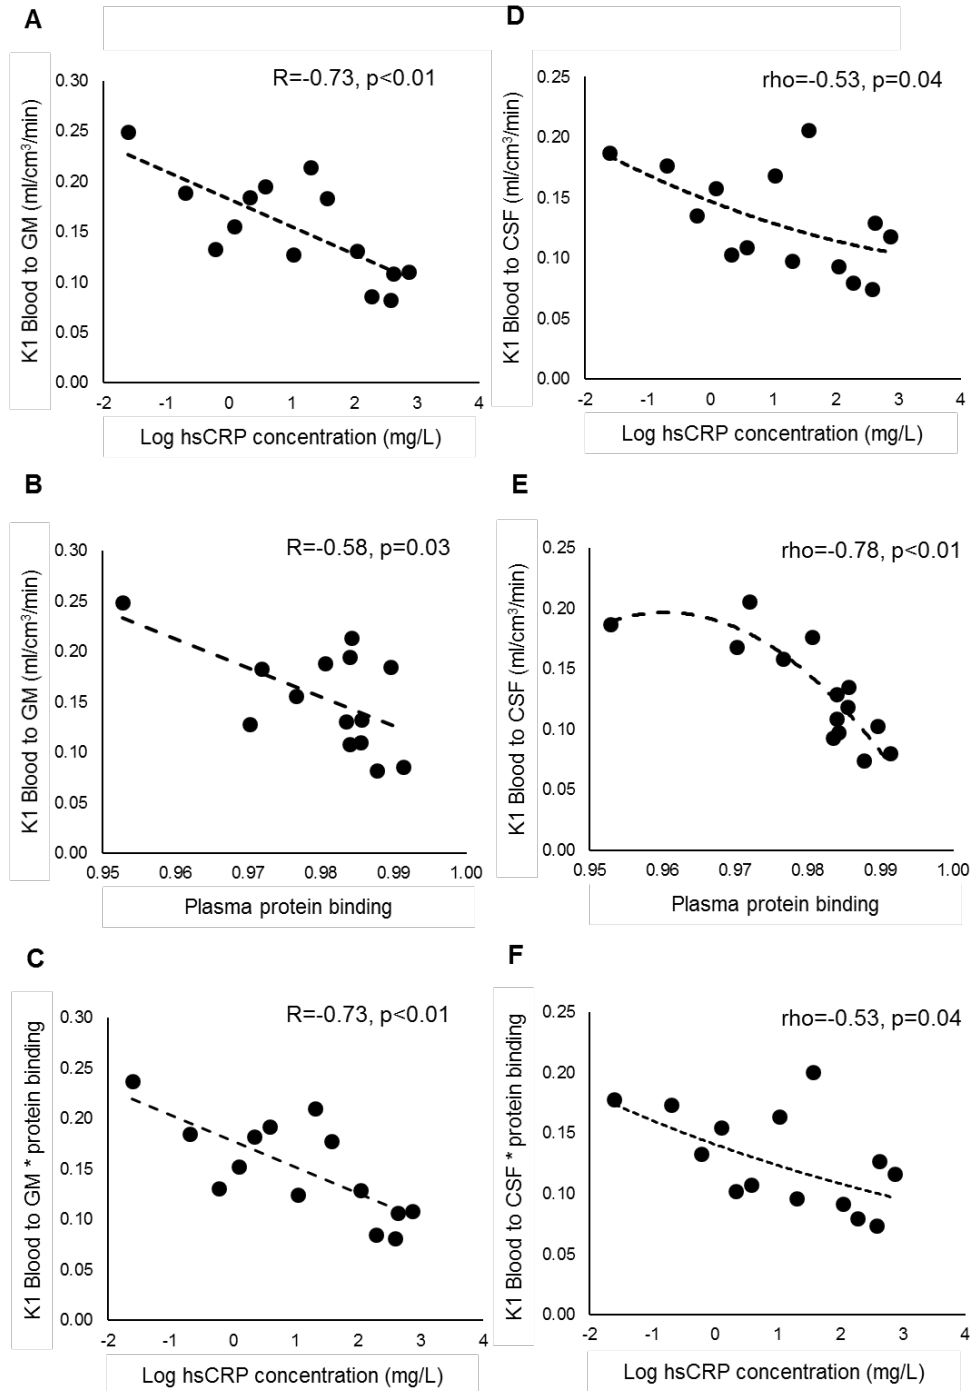 A
R=-0.73, p<0.01
K1 Blood to GM (ml/cm³/min)
0.30
0.25
0.20
0.15
0.10
0.05
0.00
-2 -1 0 1 2 3 4
Log hsCRP concentration (mg/L)
D
rho=-0.53, p=0.04
K1 Blood to CSF (ml/cm³/min)
0.25
0.20
0.15
0.10
0.05
0.00
-2 -1 0 1 2 3 4
Log hsCRP concentration (mg/L)
B
R=-0.58, p=0.03
K1 Blood to GM (ml/cm³/min)
0.30
0.25
0.20
0.15
0.10
0.05
0.00
0.95 0.96 0.97 0.98 0.99 1.00
Plasma protein binding
E
rho=-0.78, p<0.01
K1 Blood to CSF (ml/cm³/min)
0.25
0.20
0.15
0.10
0.05
0.00
0.95 0.96 0.97 0.98 0.99 1.00
Plasma protein binding
C
R=-0.73, p<0.01
K1 Blood to GM * protein binding
0.30
0.25
0.20
0.15
0.10
0.05
0.00
-2 -1 0 1 2 3 4
Log hsCRP concentration (mg/L)
F
rho=-0.53, p=0.04
K1 Blood to CSF * protein binding
0.25
0.20
0.15
0.10
0.05
0.00
-2 -1 0 1 2 3 4
Log hsCRP concentration (mg/L)